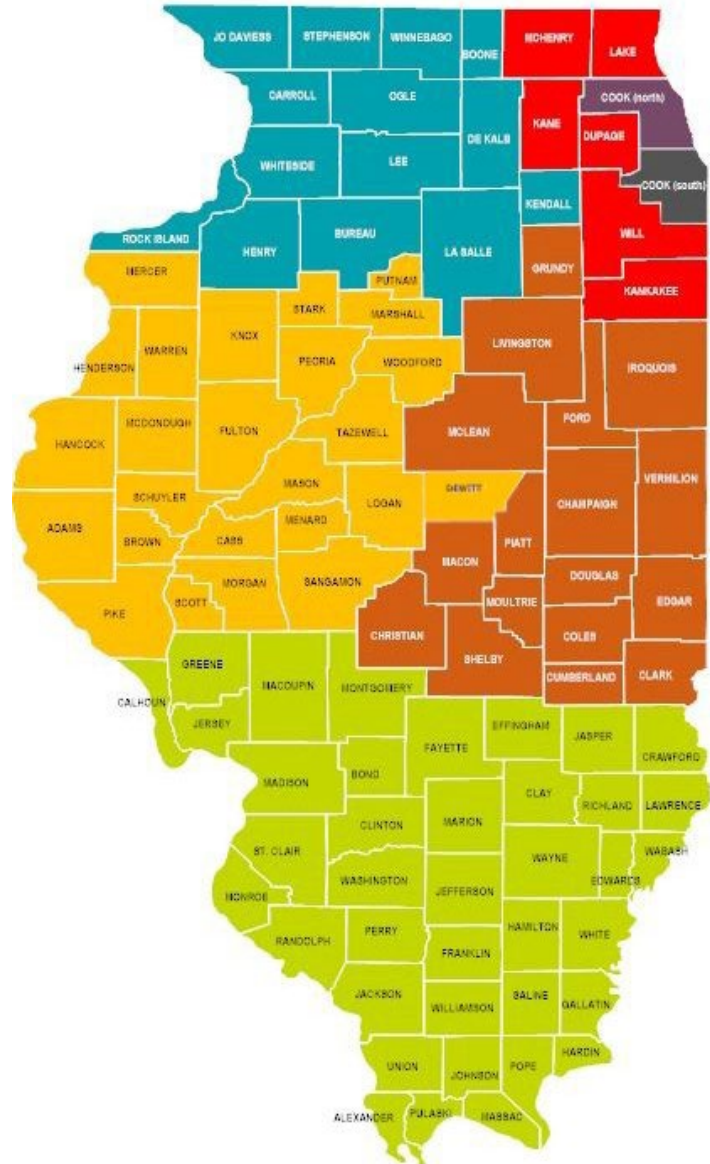 JO DAVIESS
STEPHENSON
WINNEBAGO
BOONE
MCHENRY
LAKE
CARROLL
OGLE
DE KALB
KANE
COOK (north)
DUPAGE
WHITESIDE
LEE
KENDALL
COOK (south)
ROCK ISLAND
HENRY
BUREAU
LA SALLE
GRUNDY
WILL
MERCER
PUTNAM
KANKAKEE
STARK
MARSHALL
HENDERSON
WARREN
KNOX
PEORIA
WOODFORD
LIVINGSTON
IROQUOIS
HANCOCK
MCDONOUGH
FULTON
TAZEWELL
MCLEAN
FORD
ADAMS
SCHUYLER
MASON
LOGAN
DEWITT
CHAMPAIGN
VERMILION
BROWN
CASS
MENARD
PIATT
PIKE
SCOTT
MORGAN
SANGAMON
MACON
DOUGLAS
EDGAR
CHRISTIAN
MOULTRIE
COLES
SHELBY
CUMBERLAND
CLARK
CALHOUN
GREENE
MACOUPIN
MONTGOMERY
JERSEY
FAYETTE
EFFINGHAM
JASPER
CRAWFORD
MADISON
BOND
CLAY
RICHLAND
LAWRENCE
CLINTON
MARION
ST. CLAIR
WAYNE
EDWARDS
WABASH
MONROE
WASHINGTON
JEFFERSON
RANDOLPH
PERRY
FRANKLIN
HAMILTON
WHITE
JACKSON
WILLIAMSON
SALINE
GALLATIN
UNION
JOHNSON
POPE
HARDIN
ALEXANDER
PULASKI
MASSAC